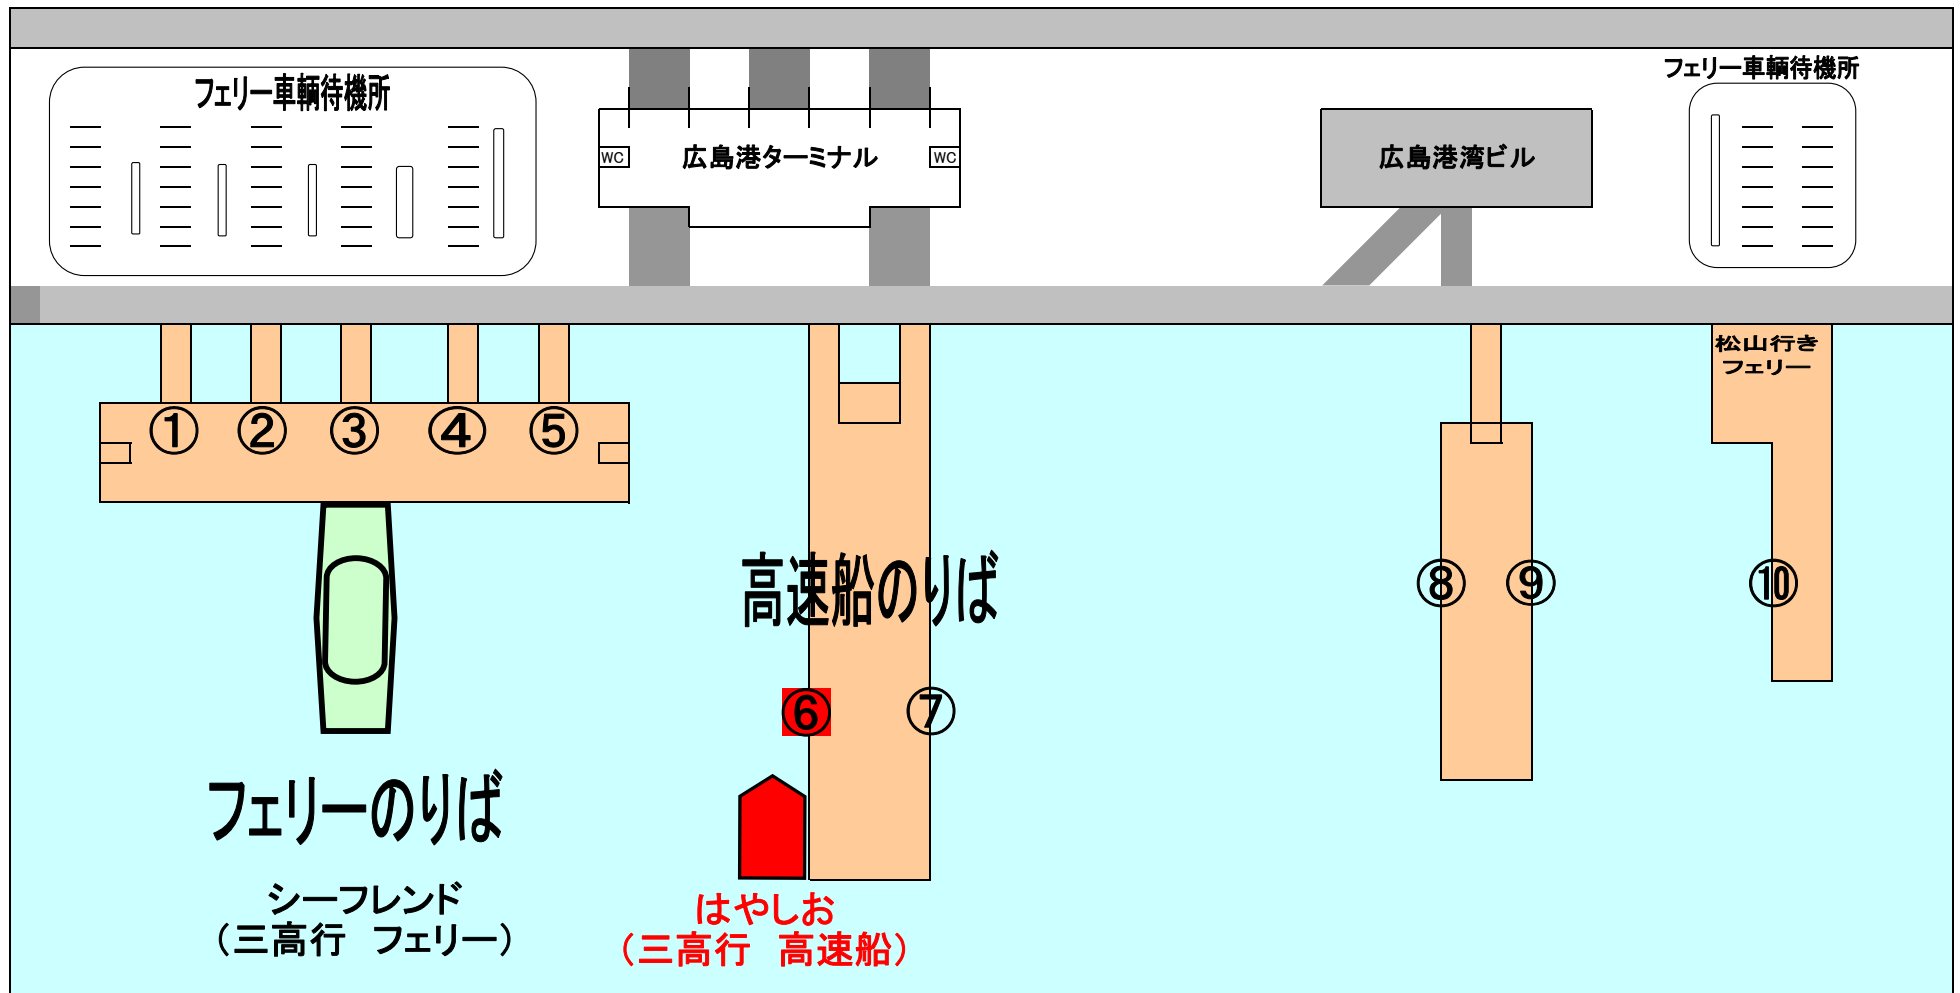 フェリー車輌待機所
フェリー車輌待機所
WC
広島港ターミナル
WC
広島港湾ビル
松山行き
フェリー
①
②
③
④
⑤
高速船のりば
⑧
⑨
⑩
⑥
⑦
フェリーのりば
シーフレンド
（三高行　フェリー）
はやしお
（三高行　高速船）